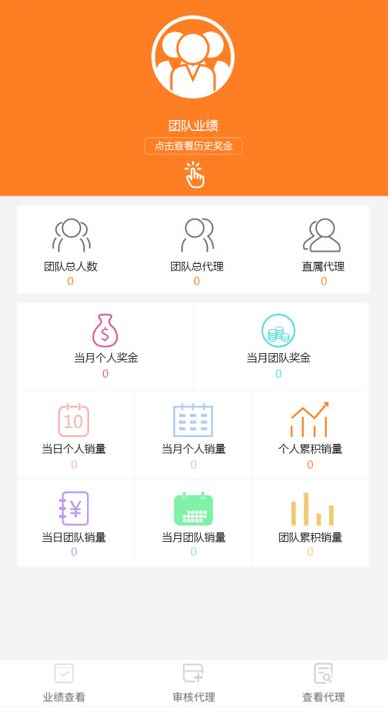 团队业绩
点击查看历史奖金
团队总人数
团队总代理
直属代理
0
0
0
当月个人奖金
当月团队奖金
0
0
10
当日个人销量
当月个人销量
个人累积销量
0
0
0
当日团队销量
当月团队销量
团队累积销量
0
0
0
业绩查看
审核代理
查看代理